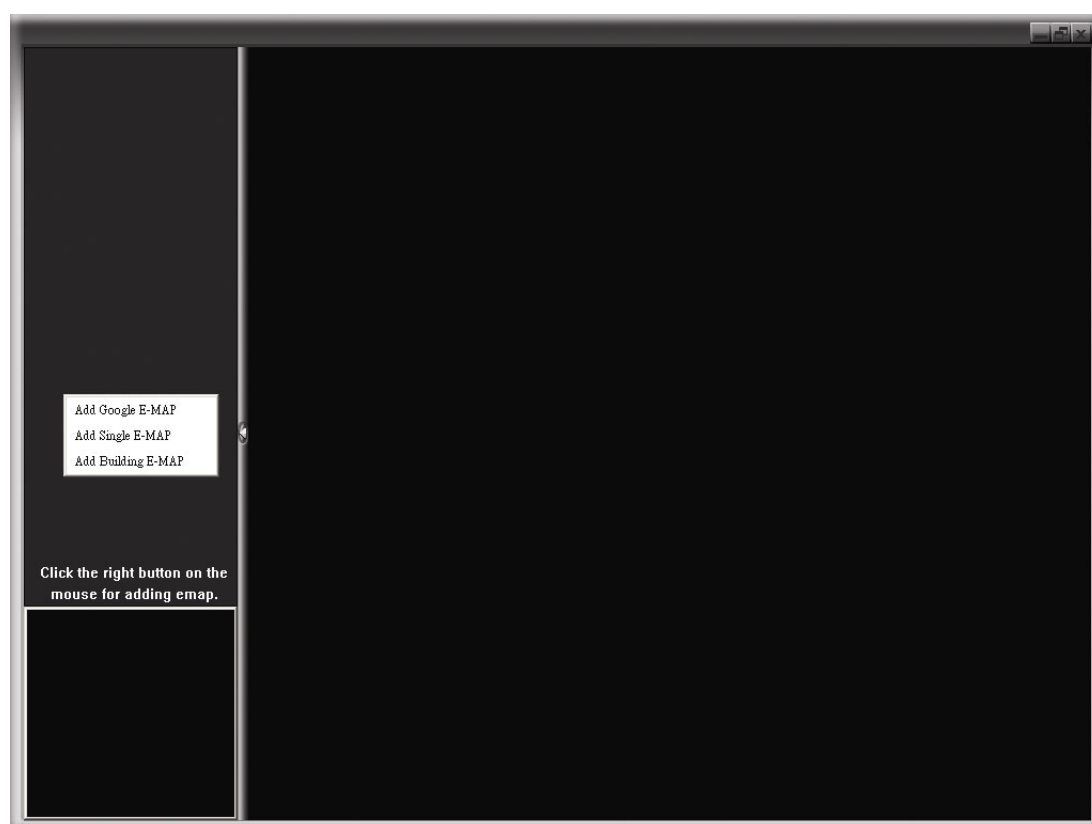 Add Google E-MAP
Add Single E-MAP
Add Building E-MAP
Click the right button on the
mouse for adding emap.